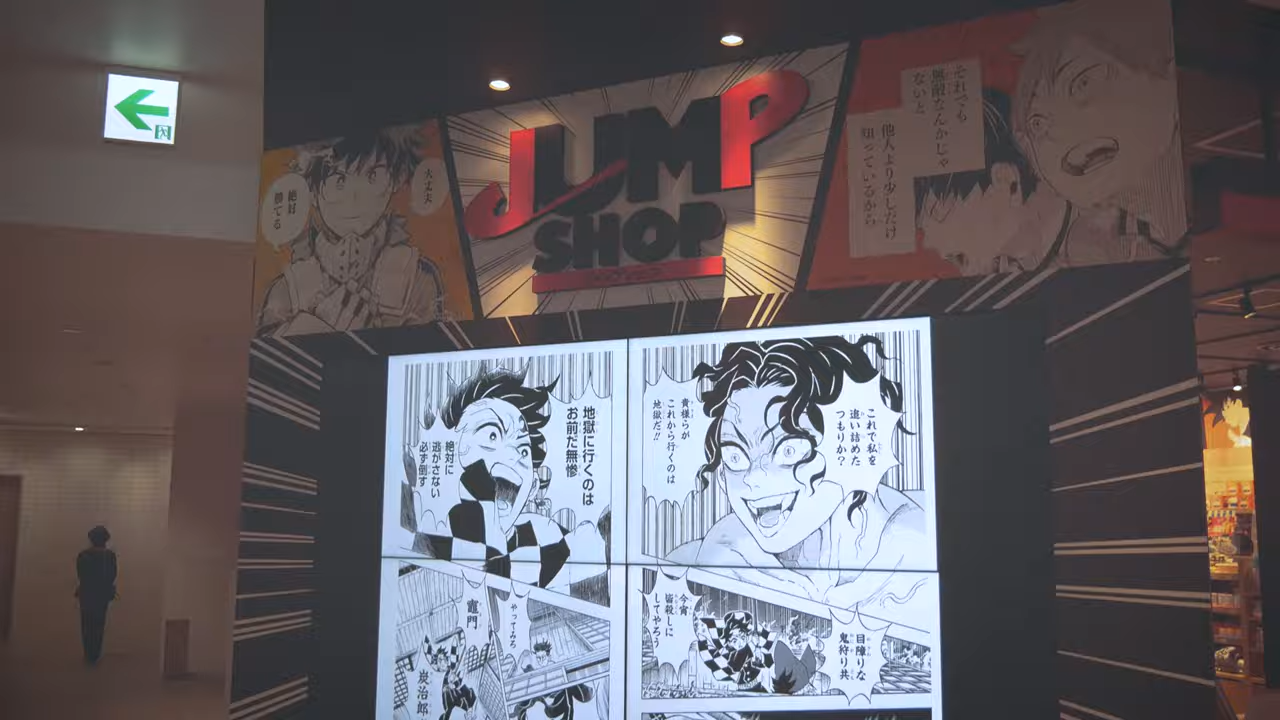 大丈夫
絶対
勝てる
JUMP
SHOP
それでも
無敵なんかじゃ
ないと
他人より少しだけ
知っているから
これで私を
追い詰めた
つもりか?
貴様らが
これから行くのは
地獄だ!!
目障りな
鬼狩り共
今宵
皆殺しに
してやろう
地獄に行くのは
お前だ無惨
絶対に
逃がさない
必ず倒す
やってみろ
竈門
炭治郎